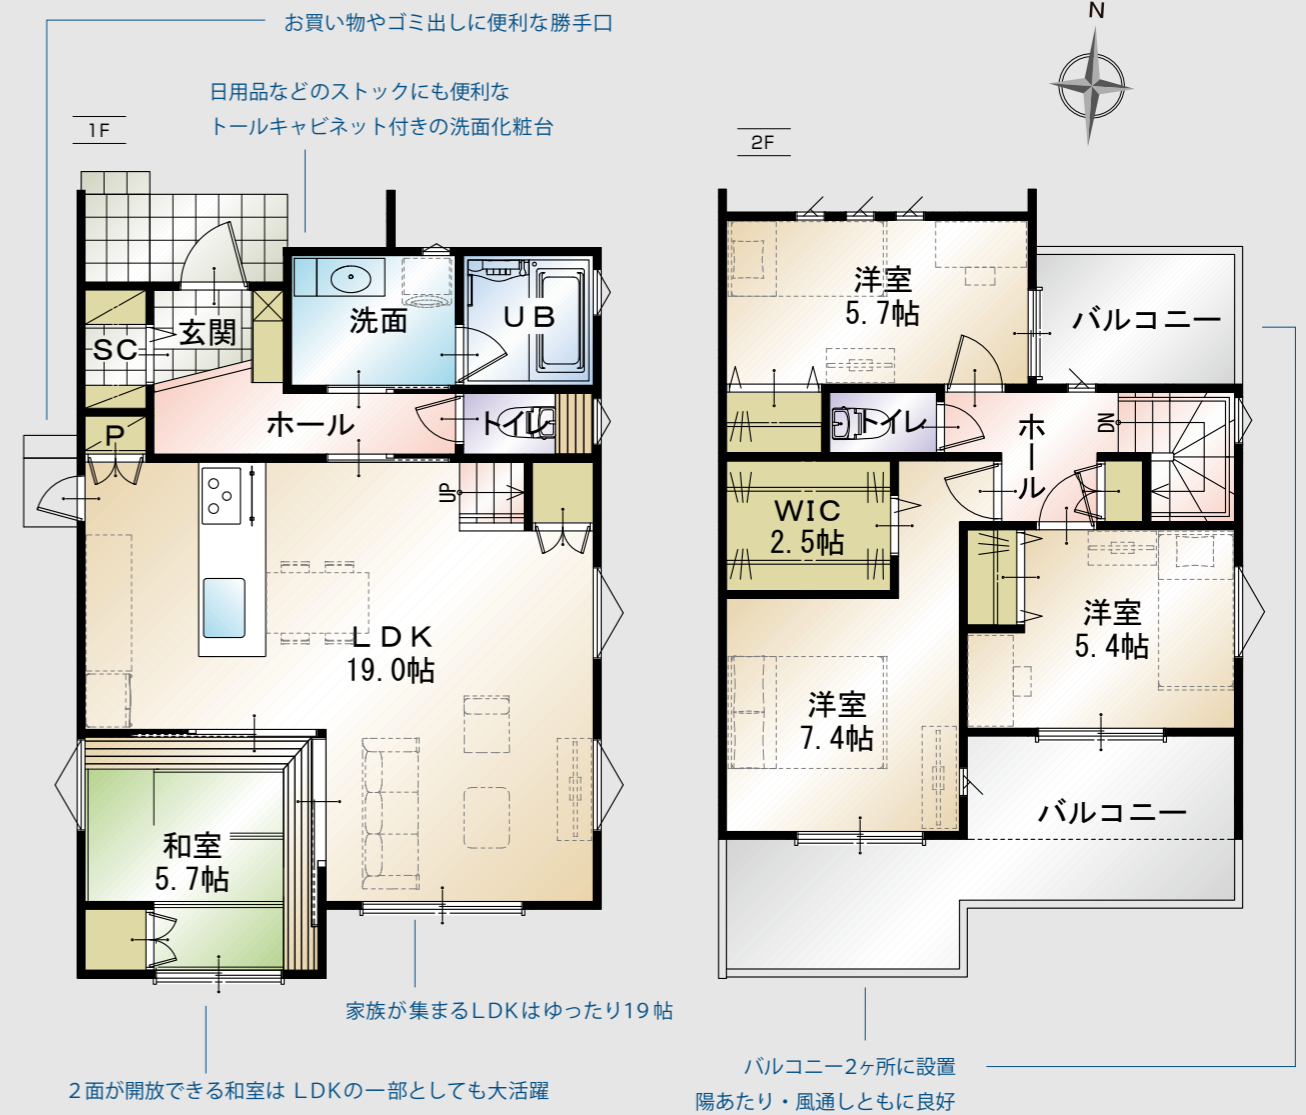 お買い物やゴミ出しに便利な勝手口
日用品などのストックにも便利な
トールキャビネット付きの洗面化粧台
1F
SC
玄関
洗面
UB
ホール
トイレ
P
UP
LDK
19.0帖
和室
5.7帖
家族が集まるLDKはゆったり19帖
2面が開放できる和室は LDKの一部としても大活躍
N
2F
洋室
5.7帖
バルコニー
トイレ
ホール
DN
WIC
2.5帖
洋室
5.4帖
洋室
7.4帖
バルコニー
バルコニー2ヶ所に設置
陽あたり・風通しともに良好